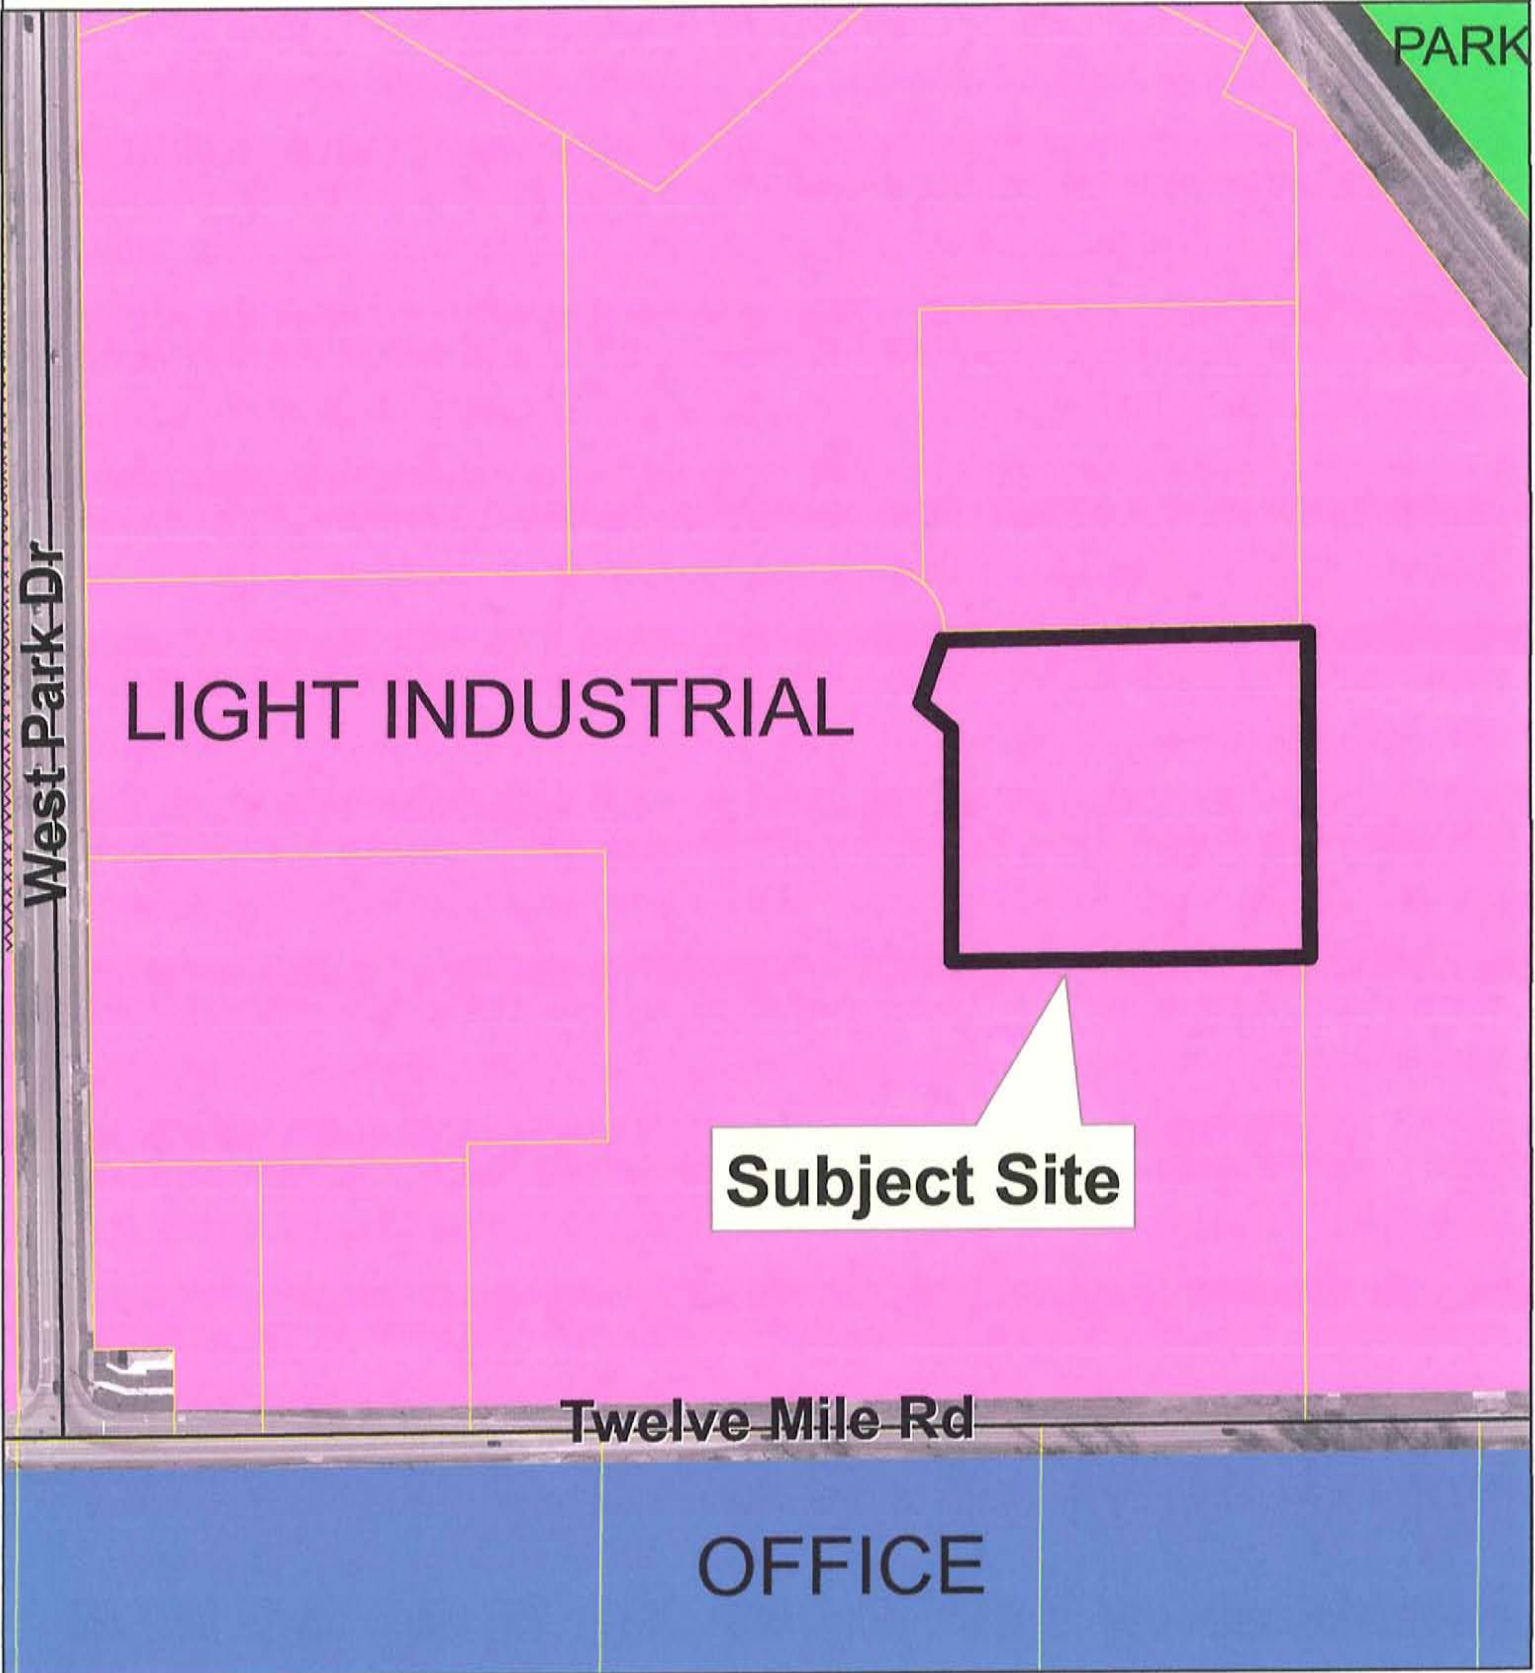 PARK
West Park Dr
LIGHT INDUSTRIAL
Subject Site
Twelve Mile Rd
OFFICE